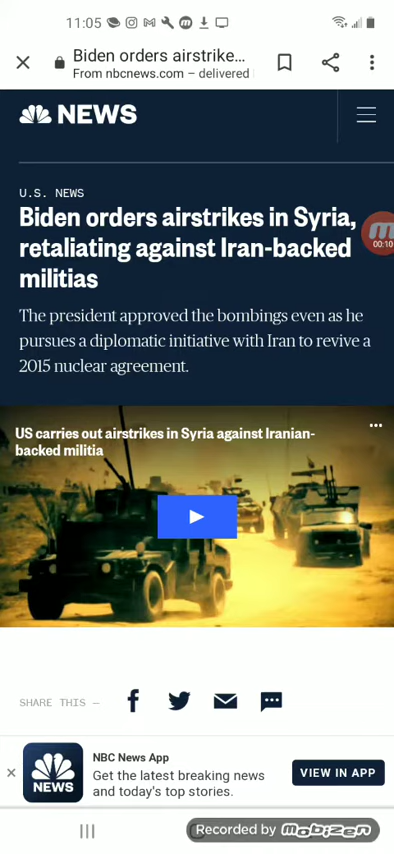 11:05
Biden orders airstrike...
From nbcnews.com – delivered
NEWS
00:10
U.S. NEWS
Biden orders airstrikes in Syria,
retaliating against Iran-backed
militias
The president approved the bombings even as he
pursues a diplomatic initiative with Iran to revive a
2015 nuclear agreement.
US carries out airstrikes in Syria against Iranian-
backed militia
SHARE THIS —
NBC News App
Get the latest breaking news
and today's top stories.
VIEW IN APP
NEWS
Recorded by mobizen